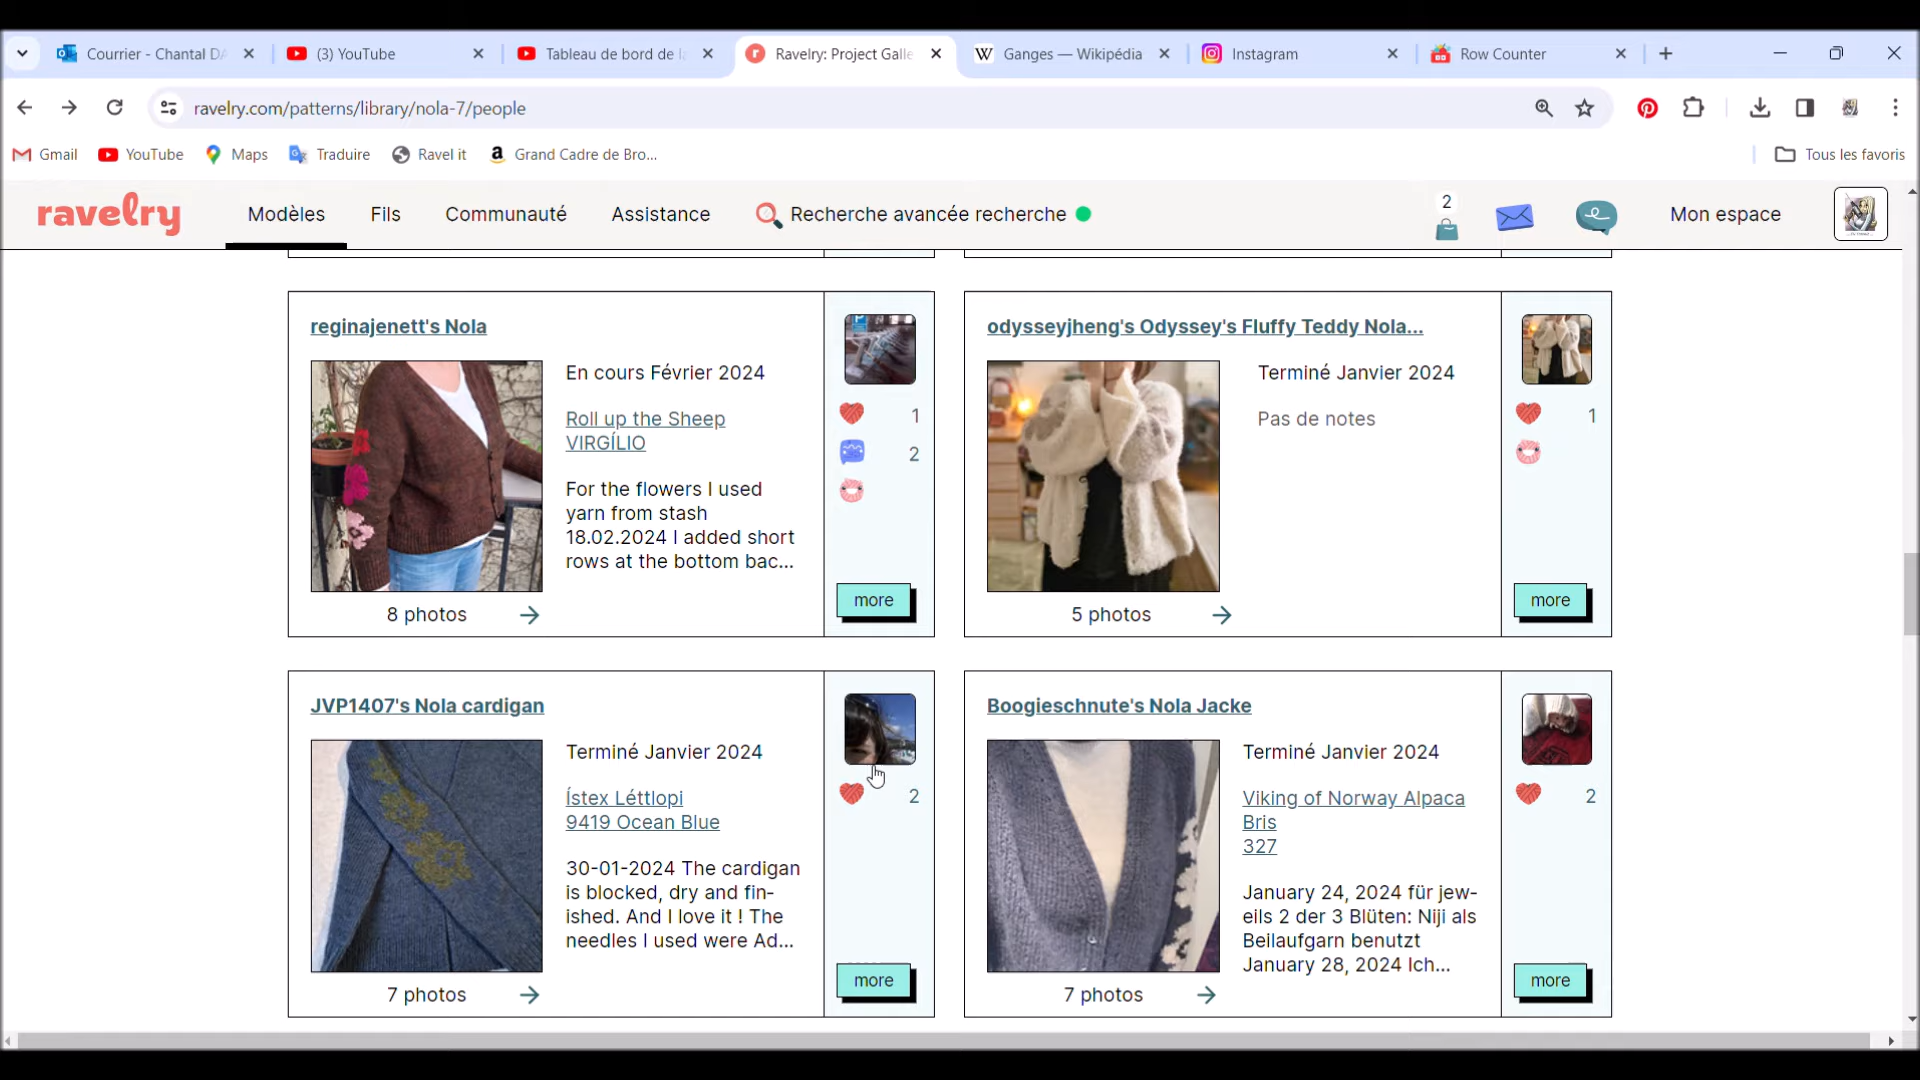 Courrier - Chantal DA
(3) YouTube
Tableau de bord de la
Ravelry: Project Galle
Ganges — Wikipédia
Instagram
Row Counter
ravelry.com/patterns/library/nola-7/people
Gmail
YouTube
Maps
Traduire
Ravel it
Grand Cadre de Bro...
Tous les favoris
ravelry
Modèles
Fils
Communauté
Assistance
Recherche avancée recherche
2
Mon espace
reginajenett's Nola
En cours Février 2024
Roll up the Sheep
VIRGÍLIO
For the flowers I used
yarn from stash
18.02.2024 I added short
rows at the bottom bac...
8 photos
1
2
more
odysseyjheng's Odyssey's Fluffy Teddy Nola...
Terminé Janvier 2024
Pas de notes
5 photos
1
more
JVP1407's Nola cardigan
Terminé Janvier 2024
Ístex Léttlopi
9419 Ocean Blue
30-01-2024 The cardigan
is blocked, dry and fin-
ished. And I love it ! The
needles I used were Ad...
7 photos
2
more
Boogieschnute's Nola Jacke
Terminé Janvier 2024
Viking of Norway Alpaca
Bris
327
January 24, 2024 für jew-
eils 2 der 3 Blüten: Niji als
Beilaufgarn benutzt
January 28, 2024 Ich...
7 photos
2
more